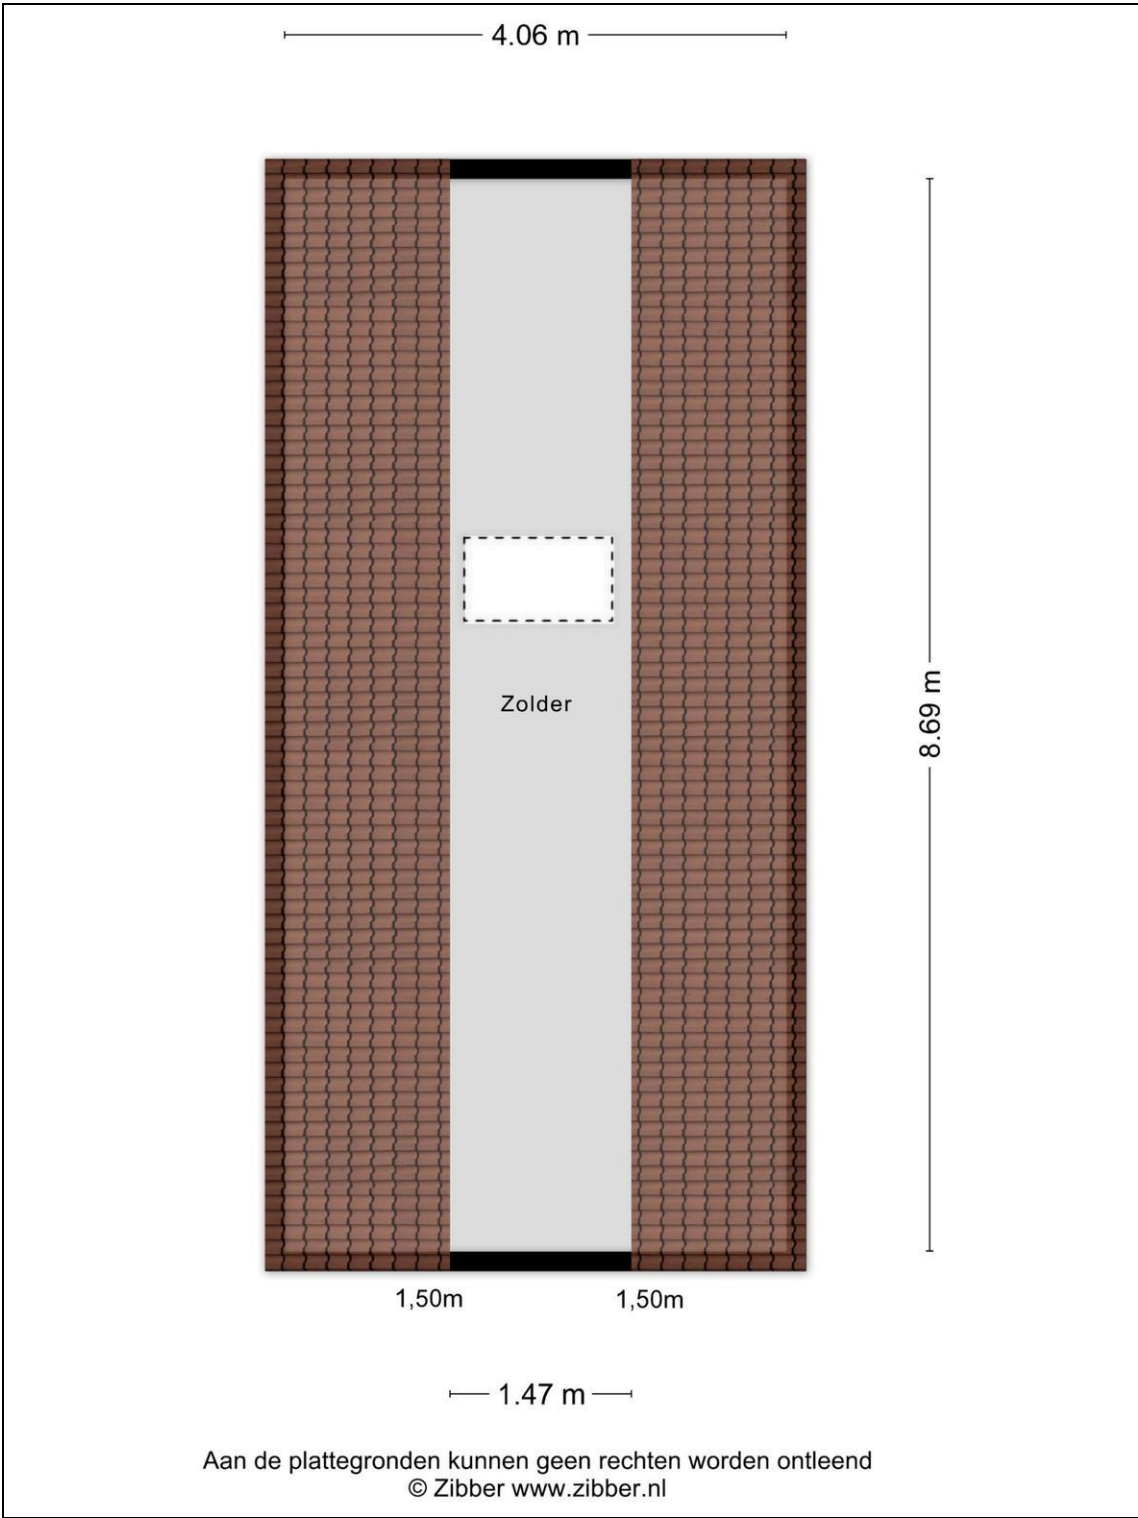 4.06 m
8.69 m
Zolder
1,50m 1,50m
1.47 m
Aan de plattegronden kunnen geen rechten worden ontleend
© Zibber www.zibber.nl